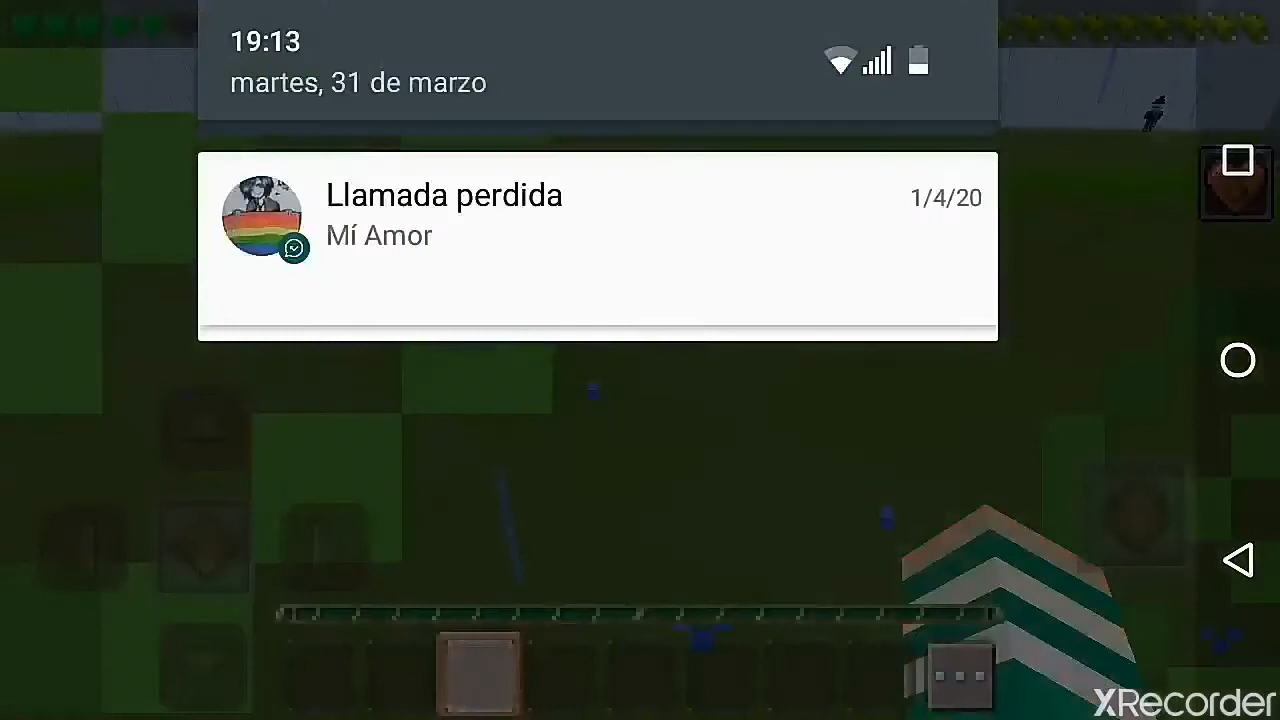 19:13
martes, 31 de marzo
Llamada perdida
1/4/20
Mí Amor
XRecorder